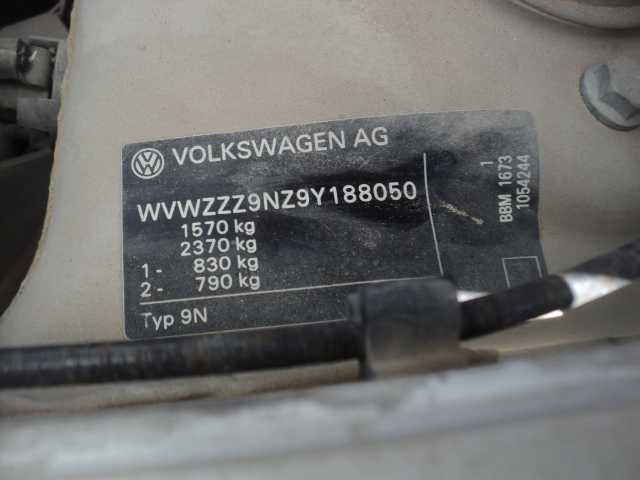 VOLKSWAGEN AG
WVWZZZ9NZ9Y188050
1570 kg
2370 kg
1 - 830 kg
2 - 790 kg
Typ 9N
1
BBM 1673
1054244